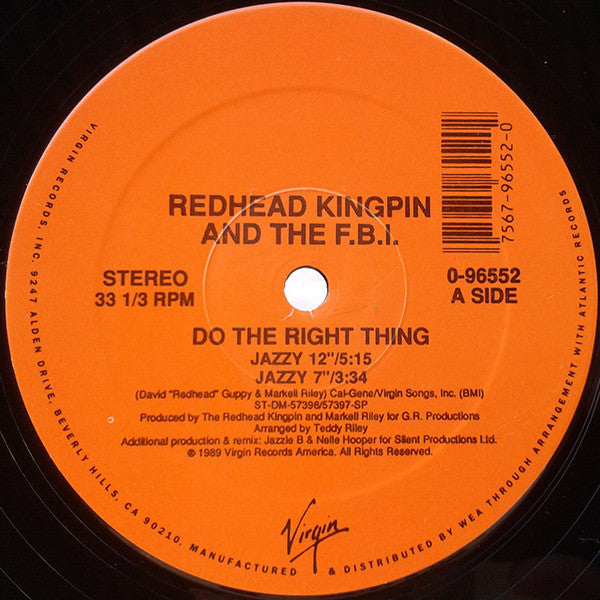 REDHEAD KINGPIN
AND THE F.B.I.
7567-96552-0
STEREO
33 1/3 RPM
0-96552
A SIDE
DO THE RIGHT THING
JAZZY 12"/5:15
JAZZY 7"/3:34
(David "Redhead" Guppy & Markell Riley) Cal-Gene/Virgin Songs, Inc. (BMI)
ST-DM-57396/57397-SP
Produced by The Redhead Kingpin and Markell Riley for G.R. Productions
Arranged by Teddy Riley
Additional production & remix: Jazzie B & Nelle Hooper for Silent Productions Ltd.
℗ 1989 Virgin Records America. All Rights Reserved.
Virgin
VIRGIN RECORDS, INC. 9247 ALDEN DRIVE, BEVERLY HILLS, CA 90210. MANUFACTURED & DISTRIBUTED BY WEA THROUGH ARRANGEMENT WITH ATLANTIC RECORDS